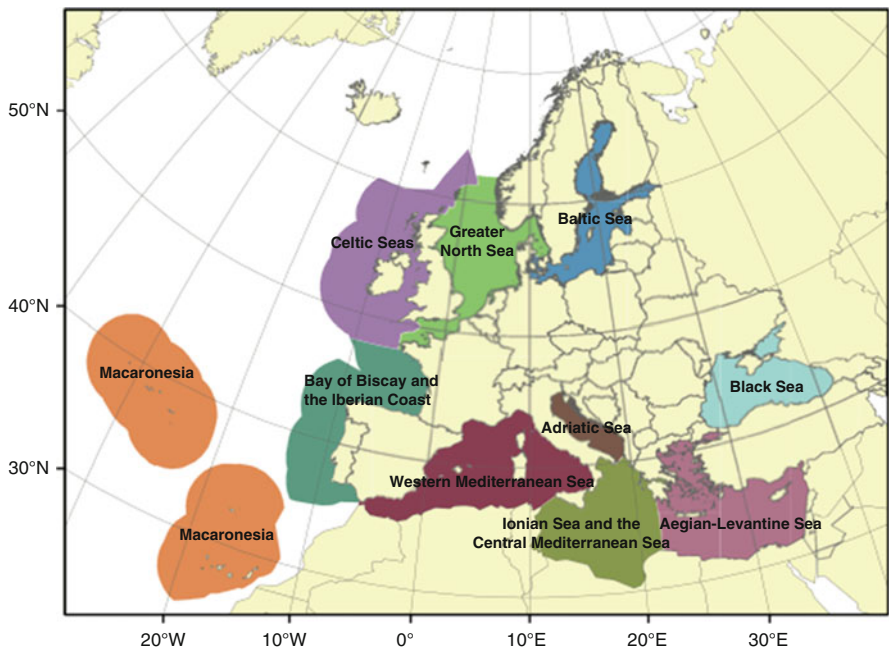 50°N
40°N
30°N
Celtic Seas
Greater
North Sea
Baltic Sea
Macaronesia
Bay of Biscay and
the Iberian Coast
Black Sea
Adriatic Sea
Western Mediterranean Sea
Macaronesia
Ionian Sea and the
Central Mediterranean Sea
Aegian-Levantine Sea
20°W
10°W
0°
10°E
20°E
30°E